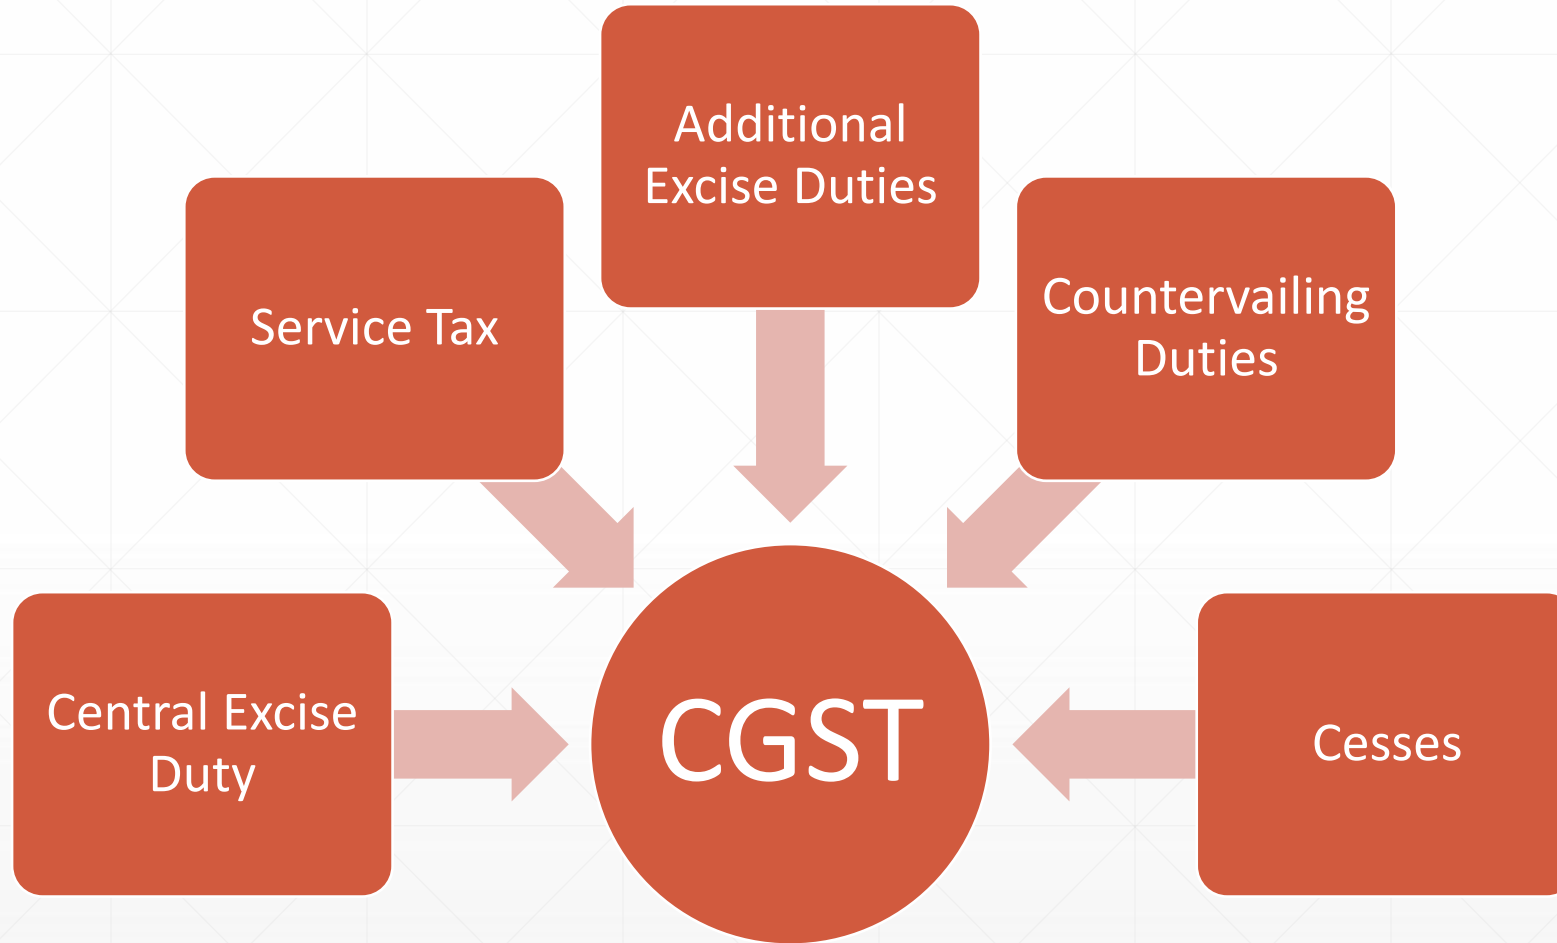 Additional
Excise Duties
Service Tax
Countervailing
Duties
Central Excise
Duty
CGST
Cesses